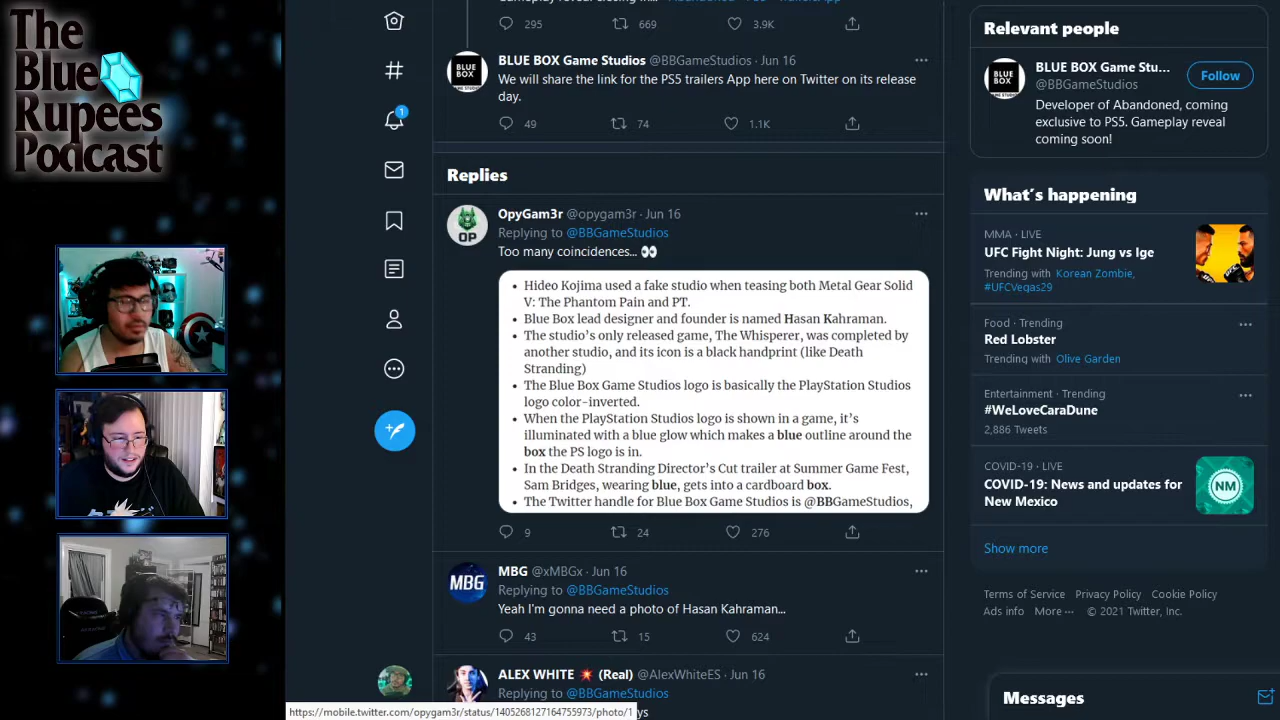 The
Blue
Rupees
Podcast
295 669 3.9K
BLUE BOX Game Studios @BBGameStudios · Jun 16
We will share the link for the PS5 trailers App here on Twitter on its release
day.
49 74 1.1K
Replies
OpyGam3r @opygam3r · Jun 16
Replying to @BBGameStudios
Too many coincidences... 👀
• Hideo Kojima used a fake studio when teasing both Metal Gear Solid
V: The Phantom Pain and PT.
• Blue Box lead designer and founder is named Hasan Kahraman.
• The studio's only released game, The Whisperer, was completed by
another studio, and its icon is a black handprint (like Death
Stranding)
• The Blue Box Game Studios logo is basically the PlayStation Studios
logo color-inverted.
• When the PlayStation Studios logo is shown in a game, it's
illuminated with a blue glow which makes a blue outline around the
box the PS logo is in.
• In the Death Stranding Director's Cut trailer at Summer Game Fest,
Sam Bridges, wearing blue, gets into a cardboard box.
• The Twitter handle for Blue Box Game Studios is @BBGameStudios,
9 24 276
MBG @xMBGx · Jun 16
Replying to @BBGameStudios
Yeah I'm gonna need a photo of Hasan Kahraman...
43 15 624
ALEX WHITE 💥 (Real) @AlexWhiteES · Jun 16
Replying to @BBGameStudios
ys
https://mobile.twitter.com/opygam3r/status/1405268127164755973/photo/1
1
BLUE
BOX
OP
MBG
Relevant people
BLUE
BOX
BLUE BOX Game Stu...
@BBGameStudios
Follow
Developer of Abandoned, coming
exclusive to PS5. Gameplay reveal
coming soon!
What's happening
MMA · LIVE
UFC Fight Night: Jung vs Ige
Trending with Korean Zombie,
#UFCVegas29
Food · Trending
Red Lobster
Trending with Olive Garden
Entertainment · Trending
#WeLoveCaraDune
2,886 Tweets
COVID-19 · LIVE
COVID-19: News and updates for
New Mexico
NM
Show more
Terms of Service Privacy Policy Cookie Policy
Ads info More ··· © 2021 Twitter, Inc.
Messages